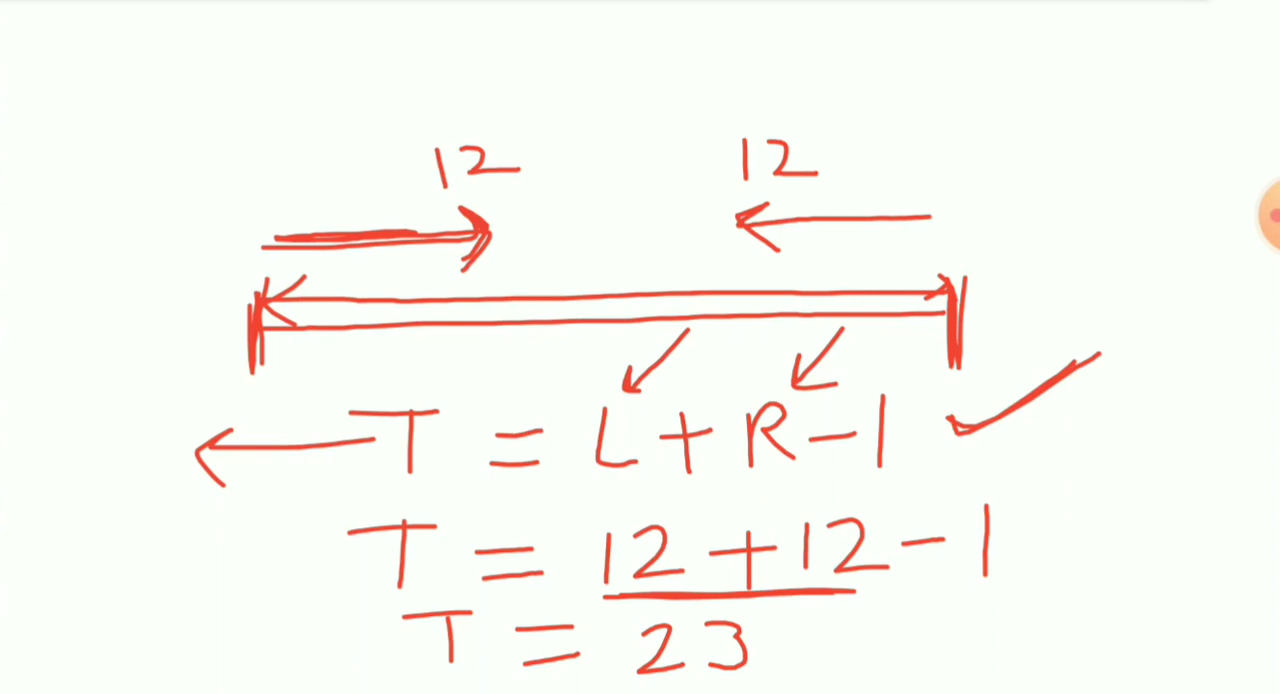 12 12
T = L + R - 1
T = 12 + 12 - 1
T = 23